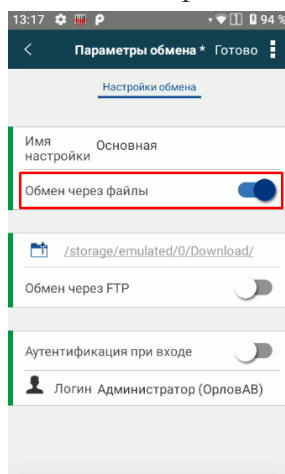 13:17 94 %
Параметры обмена * Готово
Настройки обмена
Имя настройки Основная
Обмен через файлы
/storage/emulated/0/Download/
Обмен через FTP
Аутентификация при входе
Логин Администратор (ОрловАВ)